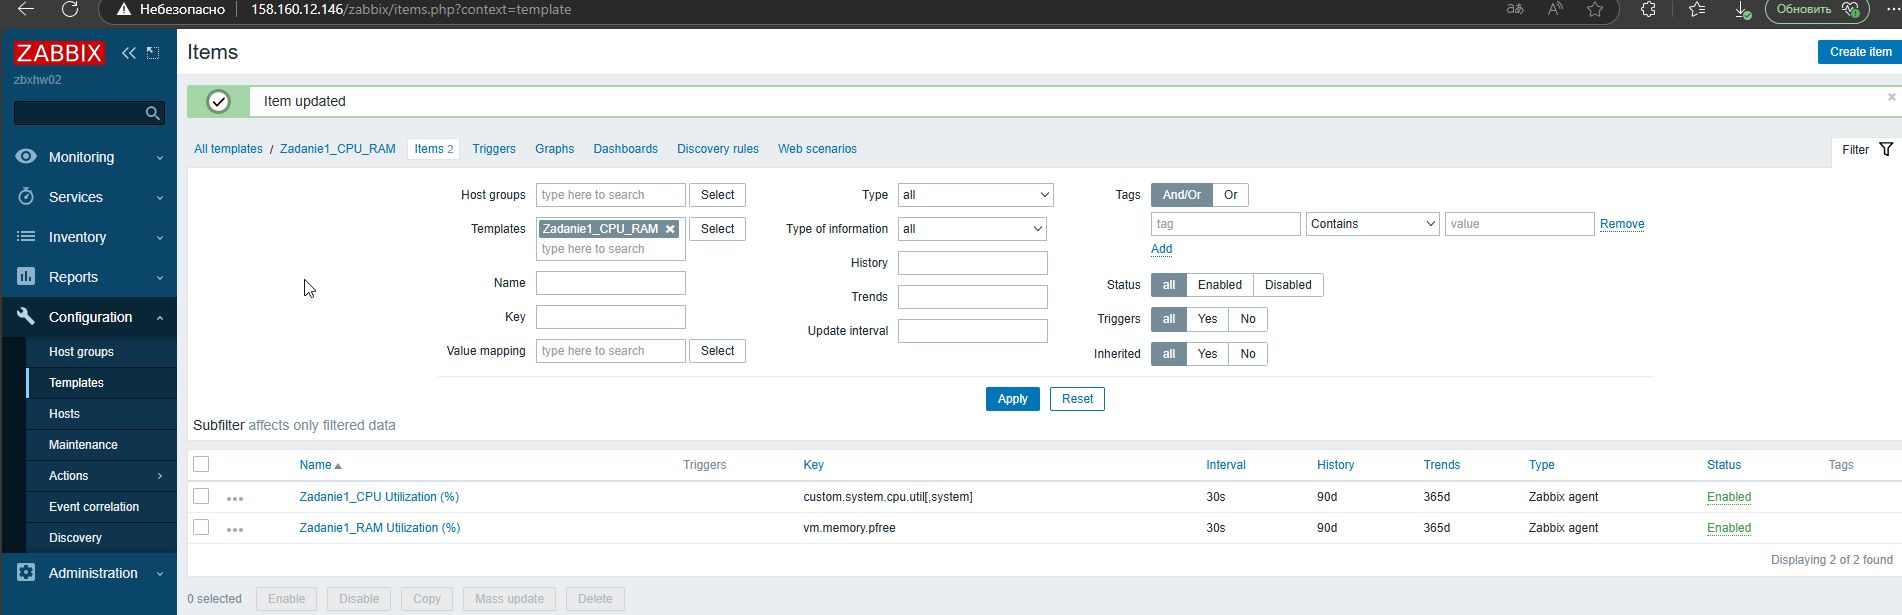 Небезопасно 158.160.12.146/zabbix/items.php?context=template аあ A Обновить
ZABBIX
zbxhw02
Monitoring
Services
Inventory
Reports
Configuration
Host groups
Templates
Hosts
Maintenance
Actions
Event correlation
Discovery
Administration
Items
Create item
Item updated
All templates / Zadanie1_CPU_RAM Items 2 Triggers Graphs Dashboards Discovery rules Web scenarios
Filter
Host groups type here to search Select
Templates Zadanie1_CPU_RAM Select
type here to search
Name
Key
Value mapping type here to search Select
Type all
Type of information all
History
Trends
Update interval
Tags And/Or Or
tag Contains value Remove
Add
Status all Enabled Disabled
Triggers all Yes No
Inherited all Yes No
Apply Reset
Subfilter affects only filtered data
Name Triggers Key Interval History Trends Type Status Tags
Zadanie1_CPU Utilization (%) custom.system.cpu.util[,system] 30s 90d 365d Zabbix agent Enabled
Zadanie1_RAM Utilization (%) vm.memory.pfree 30s 90d 365d Zabbix agent Enabled
Displaying 2 of 2 found
0 selected Enable Disable Copy Mass update Delete